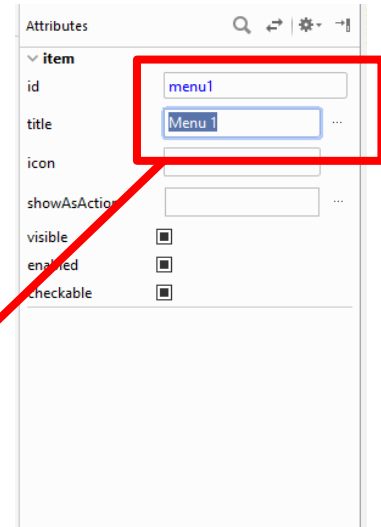 Attributes
item
id menu1
title Menu 1 ...
icon
showAsAction ...
visible
enabled
checkable